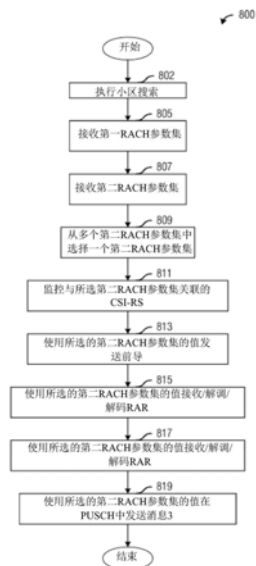 800
开始
802
执行小区搜索
805
接收第一RACH参数集
807
接收第二RACH参数集
809
从多个第二RACH参数集中
选择一个第二RACH参数集
811
监控与所选第二RACH参数集关联的
CSI-RS
813
使用所选的第二RACH参数集的值发
送前导
815
使用所选的第二RACH参数集的值接收/解调/
解码RAR
817
使用所选的第二RACH参数集的值接收/解调/
解码RAR
819
使用所选的第二RACH参数集的值在
PUSCH中发送消息3
结束